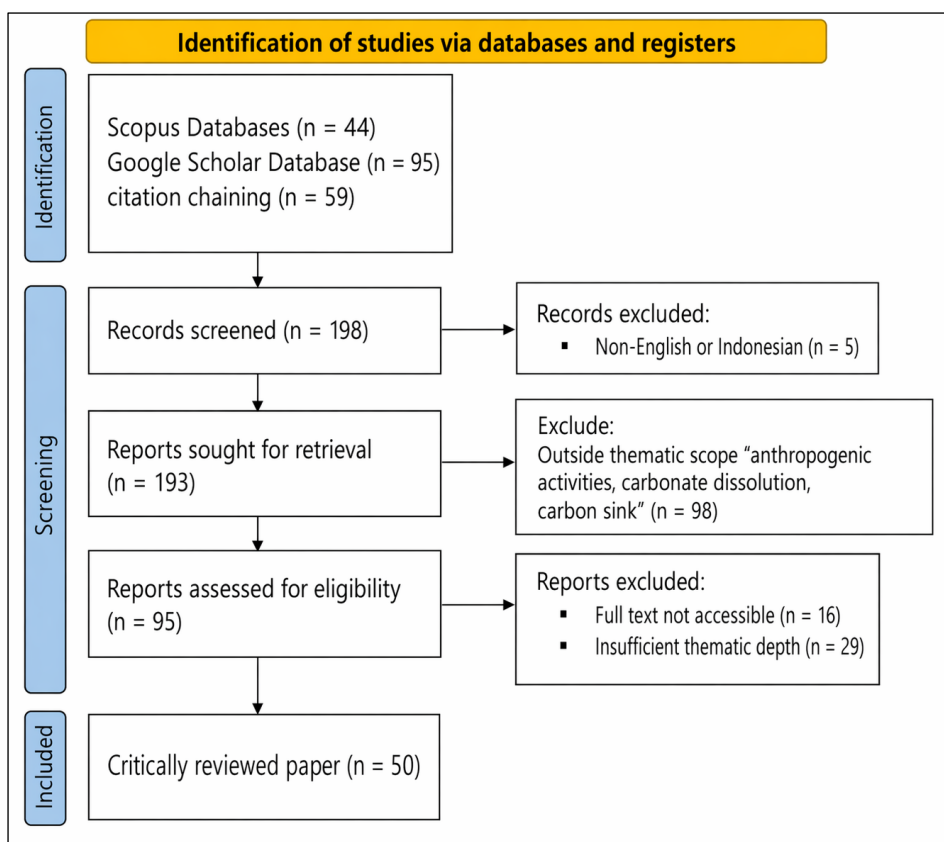 Identification of studies via databases and registers
Identification
Scopus Databases (n = 44)
Google Scholar Database (n = 95)
citation chaining (n = 59)
Screening
Records screened (n = 198)
Records excluded:
▪ Non-English or Indonesian (n = 5)
Reports sought for retrieval
(n = 193)
Exclude:
Outside thematic scope “anthropogenic
activities, carbonate dissolution,
carbon sink” (n = 98)
Reports assessed for eligibility
(n = 95)
Reports excluded:
▪ Full text not accessible (n = 16)
▪ Insufficient thematic depth (n = 29)
Included
Critically reviewed paper (n = 50)